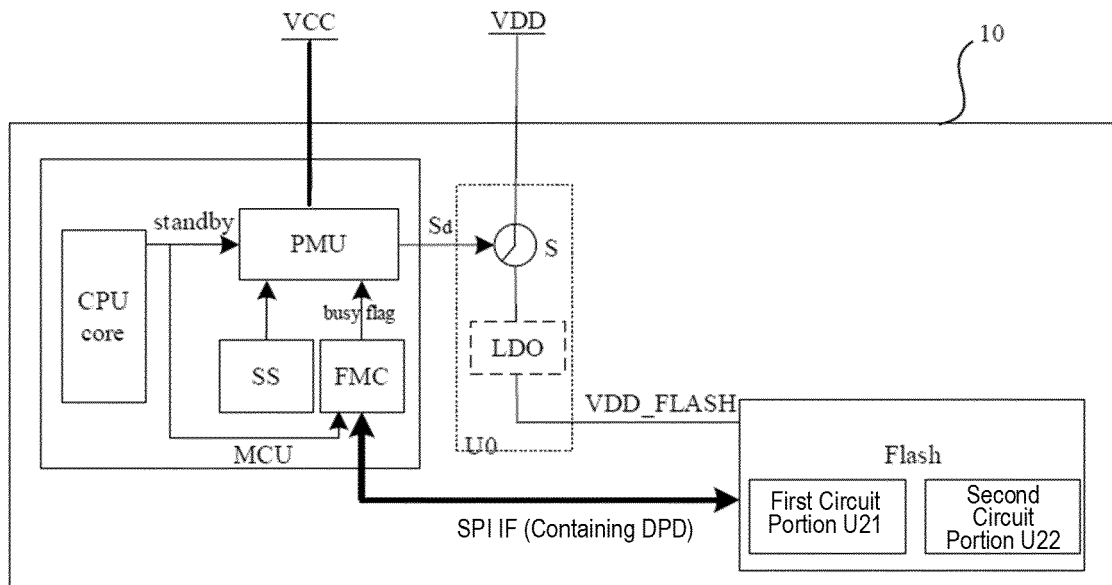 VCC
VDD
10
standby
PMU
Sd
S
CPU
core
busy flag
LDO
SS
FMC
VDD_FLASH
MCU
U0
Flash
First Circuit
Portion U21
Second
Circuit
Portion U22
SPI IF (Containing DPD)